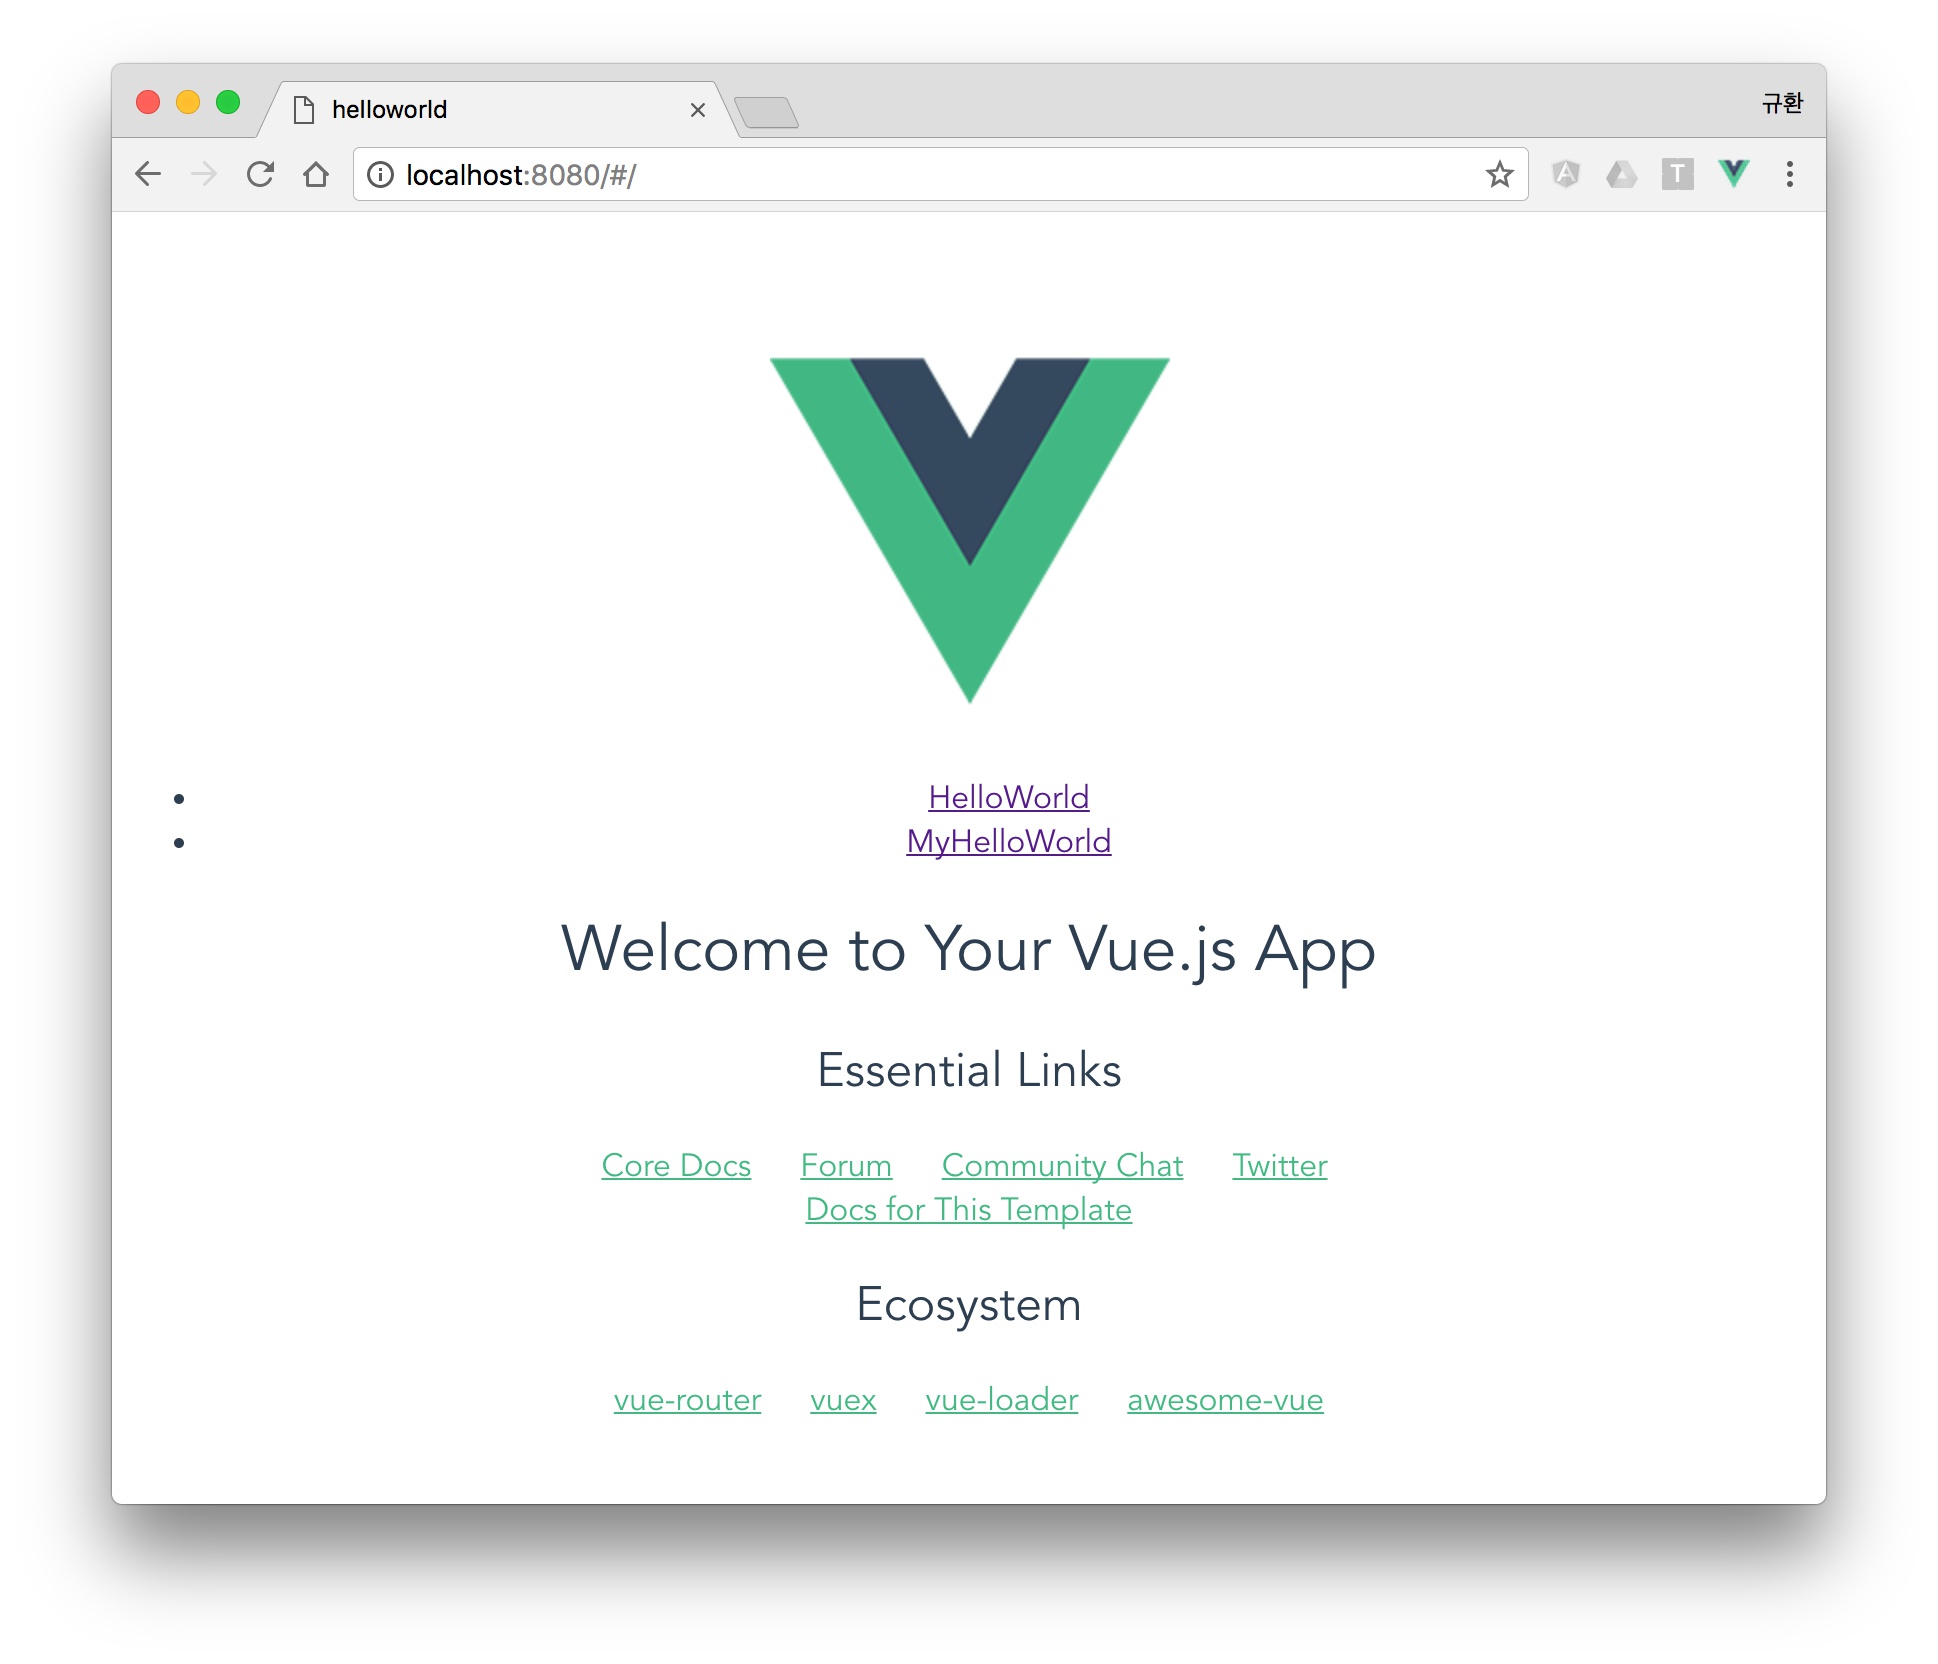 helloworld
규환
localhost:8080/#/
T
HelloWorld
MyHelloWorld
Welcome to Your Vue.js App
Essential Links
Core Docs Forum Community Chat Twitter
Docs for This Template
Ecosystem
vue-router vuex vue-loader awesome-vue